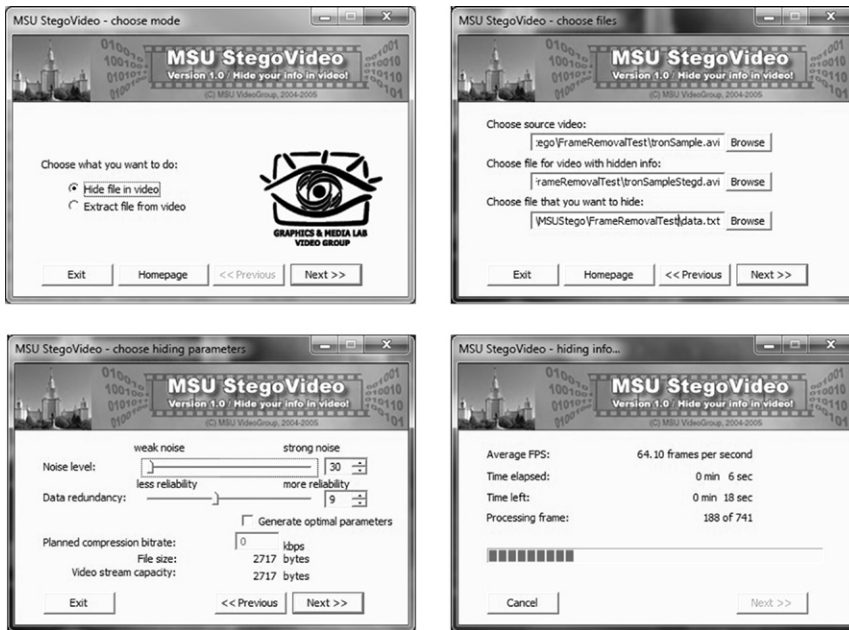 MSU StegoVideo - choose mode
MSU StegoVideo
Version 1.0 / Hide your info in video!
(C) MSU VideoGroup, 2004-2005
Choose what you want to do:
Hide file in video
Extract file from video
GRAPHICS & MEDIA LAB
VIDEO GROUP
Exit Homepage << Previous Next >>
MSU StegoVideo - choose files
MSU StegoVideo
Version 1.0 / Hide your info in video!
(C) MSU VideoGroup, 2004-2005
Choose source video:
:ego\FrameRemovalTest\tronSample.avi Browse
Choose file for video with hidden info:
rameRemovalTest\tronSampleStegd.avi Browse
Choose file that you want to hide:
\MSUStego\FrameRemovalTest\data.txt Browse
Exit Homepage << Previous Next >>
MSU StegoVideo - choose hiding parameters
MSU StegoVideo
Version 1.0 / Hide your info in video!
(C) MSU VideoGroup, 2004-2005
weak noise strong noise
Noise level: 30
less reliability more reliability
Data redundancy: 9
Generate optimal parameters
Planned compression bitrate: 0 kbps
File size: 2717 bytes
Video stream capacity: 2717 bytes
Exit << Previous Next >>
MSU StegoVideo - hiding info...
MSU StegoVideo
Version 1.0 / Hide your info in video!
(C) MSU VideoGroup, 2004-2005
Average FPS: 64.10 frames per second
Time elapsed: 0 min 6 sec
Time left: 0 min 18 sec
Processing frame: 188 of 741
Cancel Next >>